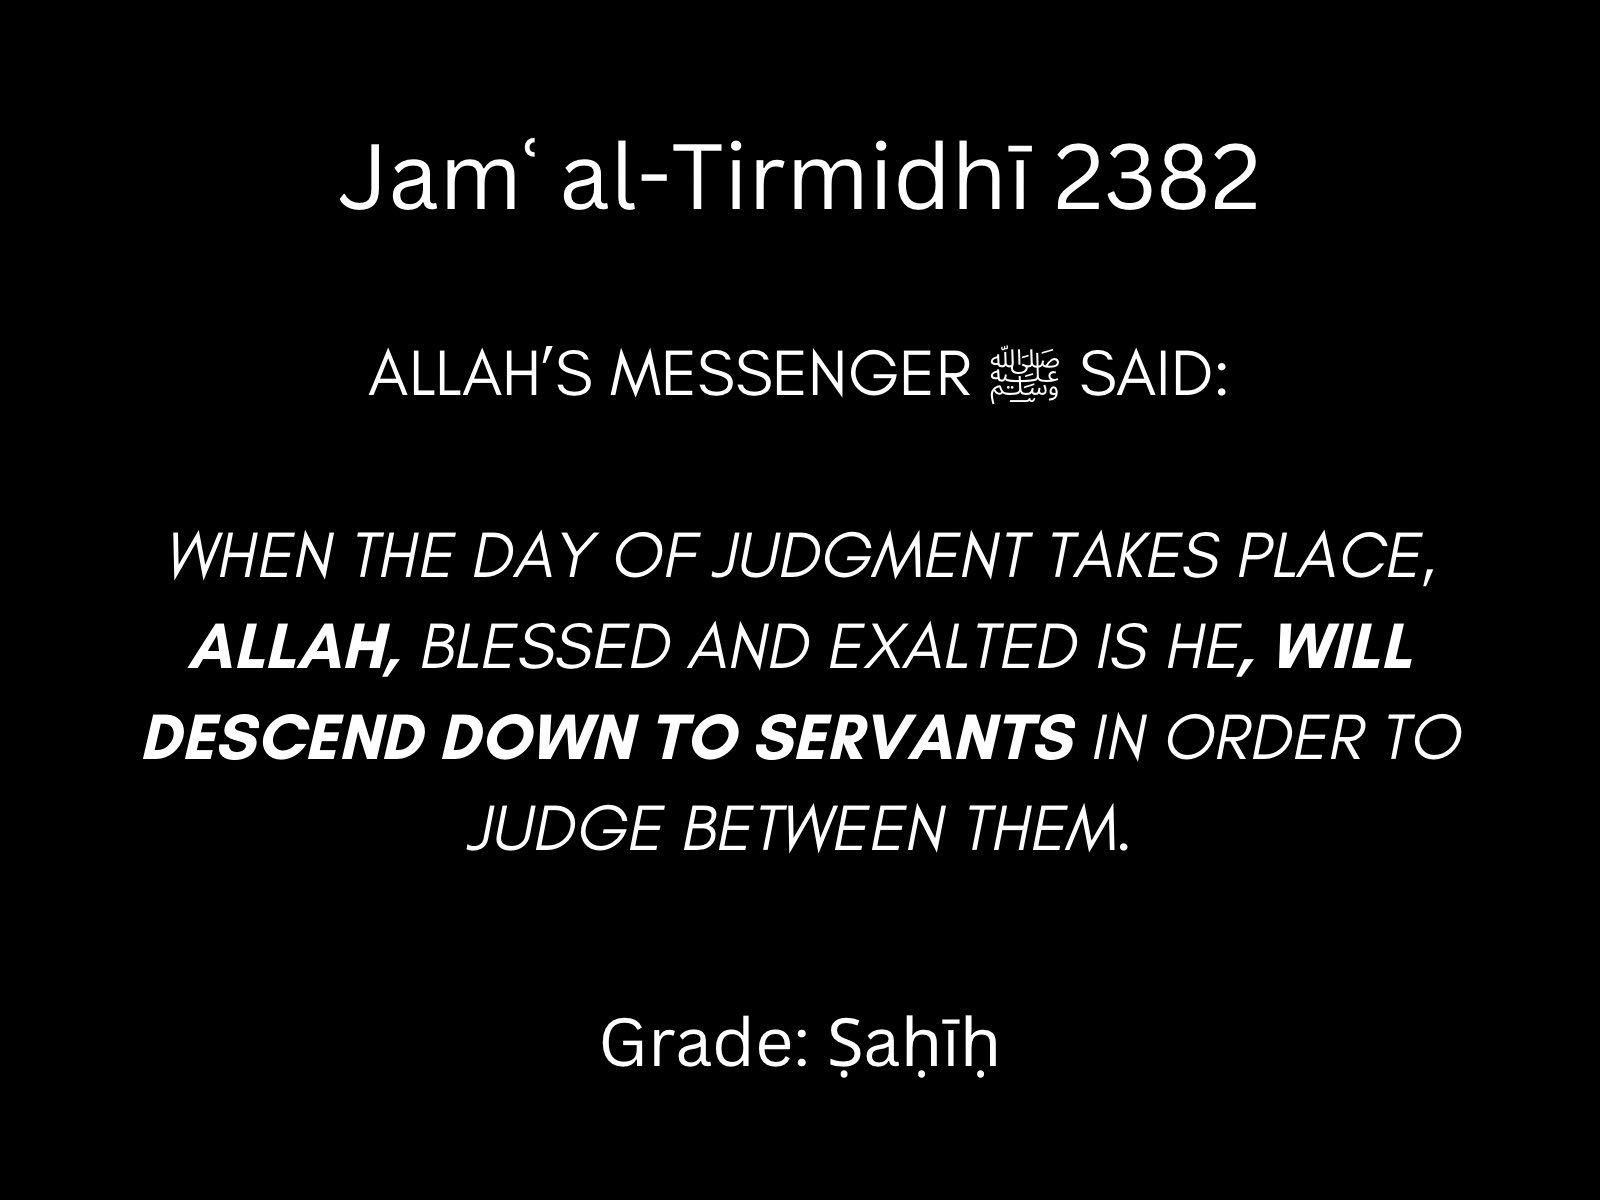 Jamʿ al-Tirmidhī 2382
ALLAH’S MESSENGER ﷺ SAID:
WHEN THE DAY OF JUDGMENT TAKES PLACE,
ALLAH, BLESSED AND EXALTED IS HE, WILL
DESCEND DOWN TO SERVANTS IN ORDER TO
JUDGE BETWEEN THEM.
Grade: Ṣaḥīḥ